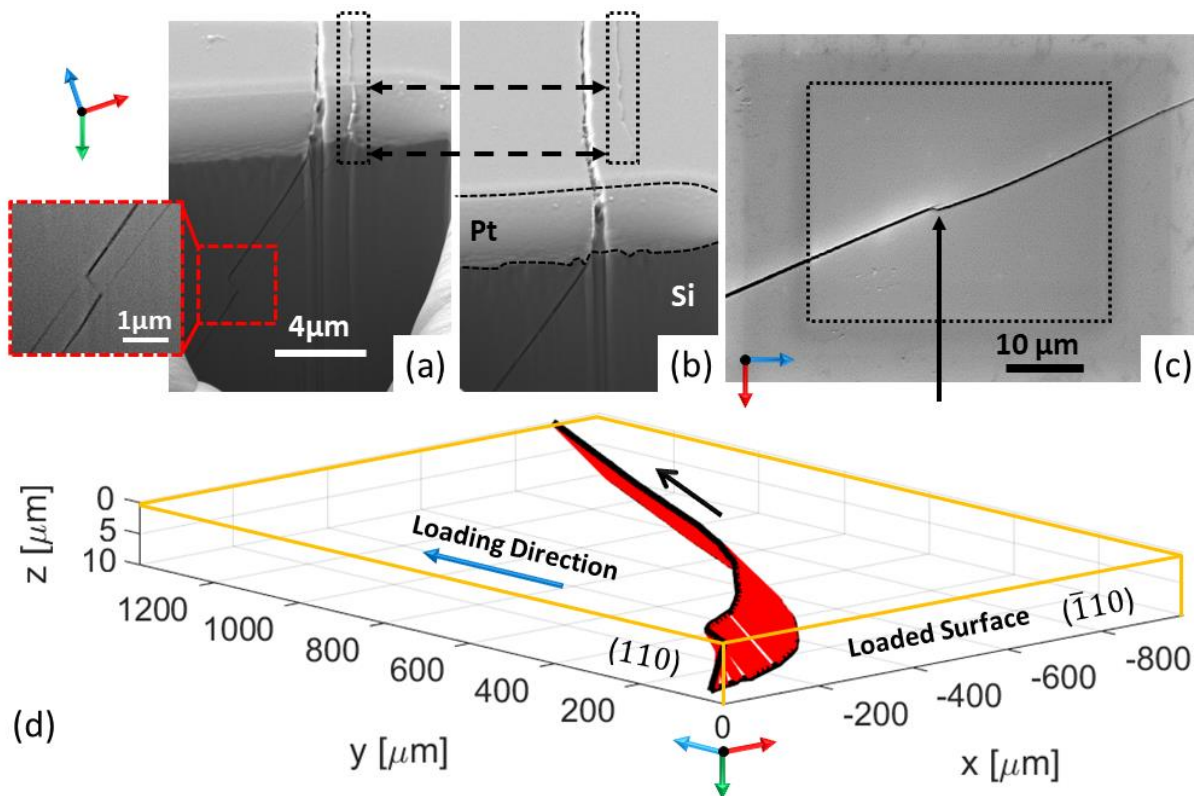 1μm
4μm
(a)
Pt
Si
(b)
10 μm
(c)
z [μm]
0
5
10
1200
1000
800
600
400
200
0
y [μm]
Loading Direction
(110)
Loaded Surface
(1̄10)
-200
-400
-600
-800
x [μm]
(d)